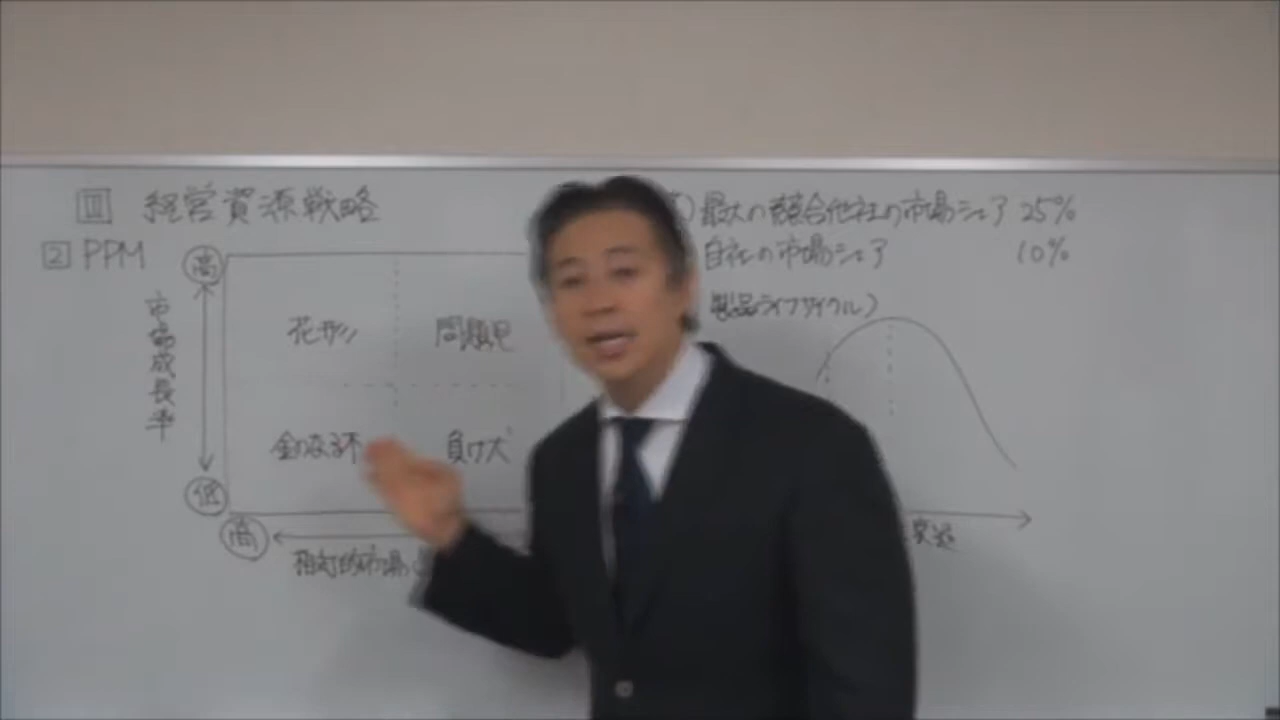 Ⅲ 経営資源戦略
2 PPM
高
市場成長率
低
花形
問題児
金のなる木
負け犬
高
相対的市場
最大の競合他社の市場シェア 25%
自社の市場シェア 10%
製品ライフサイクル)